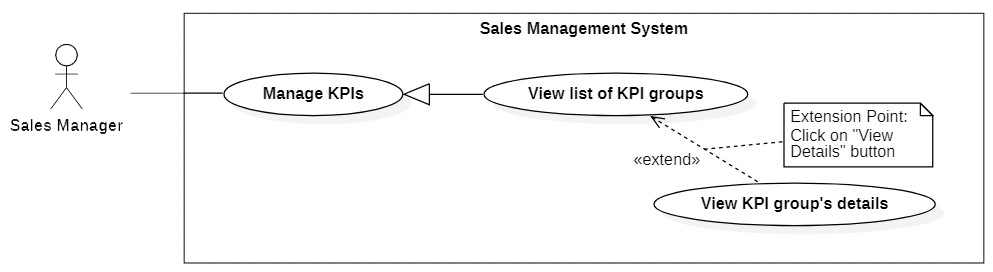 Sales Management System
Sales Manager
Manage KPIs
View list of KPI groups
Extension Point:
Click on "View
Details" button
«extend»
View KPI group's details